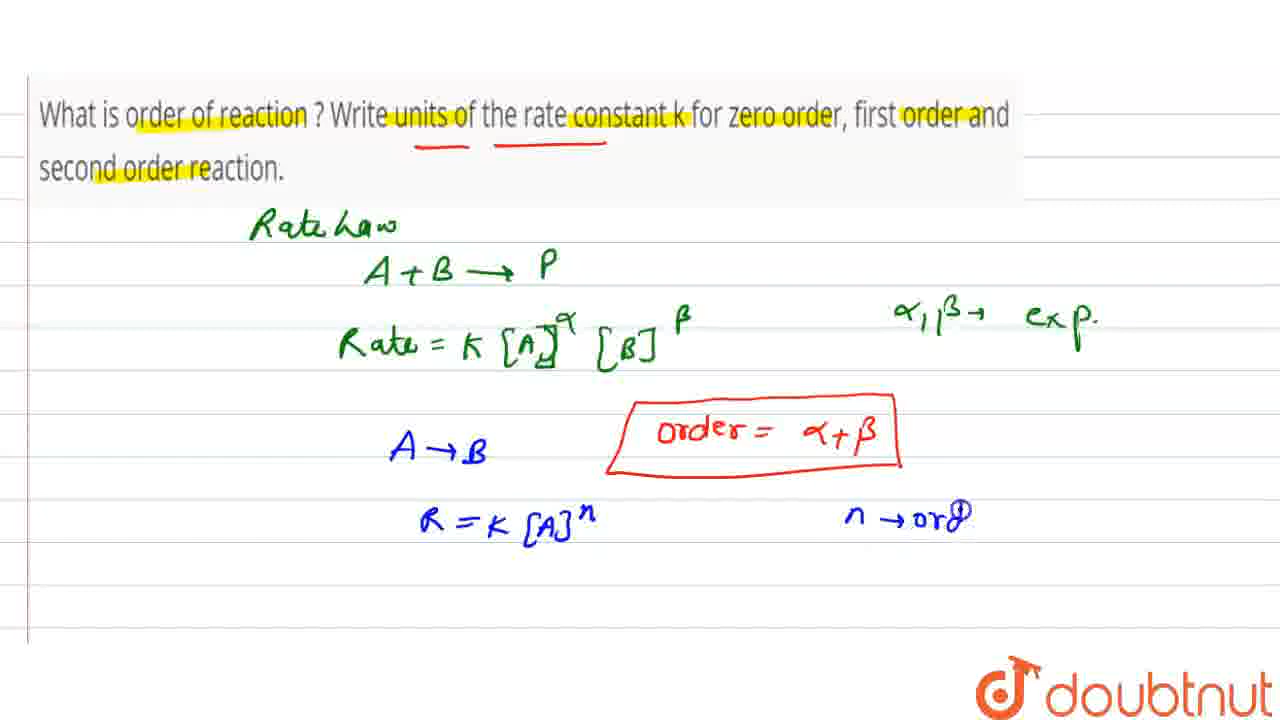 What is order of reaction ? Write units of the rate constant k for zero order, first order and
second order reaction.
Rate Law
A + B → P
Rate = K [A]^α [B]^β
α, β → exp.
order = α + β
A → B
R = K [A]^n
n → ord
doubtnut